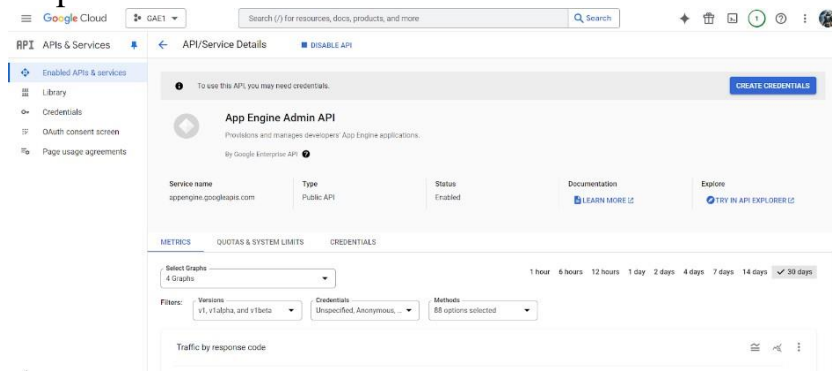 Google Cloud
GAE1
Search (/) for resources, docs, products, and more
Search
1
API APIs & Services
API/Service Details
DISABLE API
Enabled APIs & services
Library
Credentials
OAuth consent screen
Page usage agreements
To use this API, you may need credentials.
CREATE CREDENTIALS
App Engine Admin API
Provisions and manages developers' App Engine applications.
By Google Enterprise API
Service name
Type
Status
Documentation
Explore
appengine.googleapis.com
Public API
Enabled
LEARN MORE
TRY IN API EXPLORER
METRICS
QUOTAS & SYSTEM LIMITS
CREDENTIALS
Select Graphs
4 Graphs
1 hour 6 hours 12 hours 1 day 2 days 4 days 7 days 14 days 30 days
Filters:
Versions
v1, v1alpha, and v1beta
Credentials
Unspecified, Anonymous, ...
Methods
88 options selected
Traffic by response code